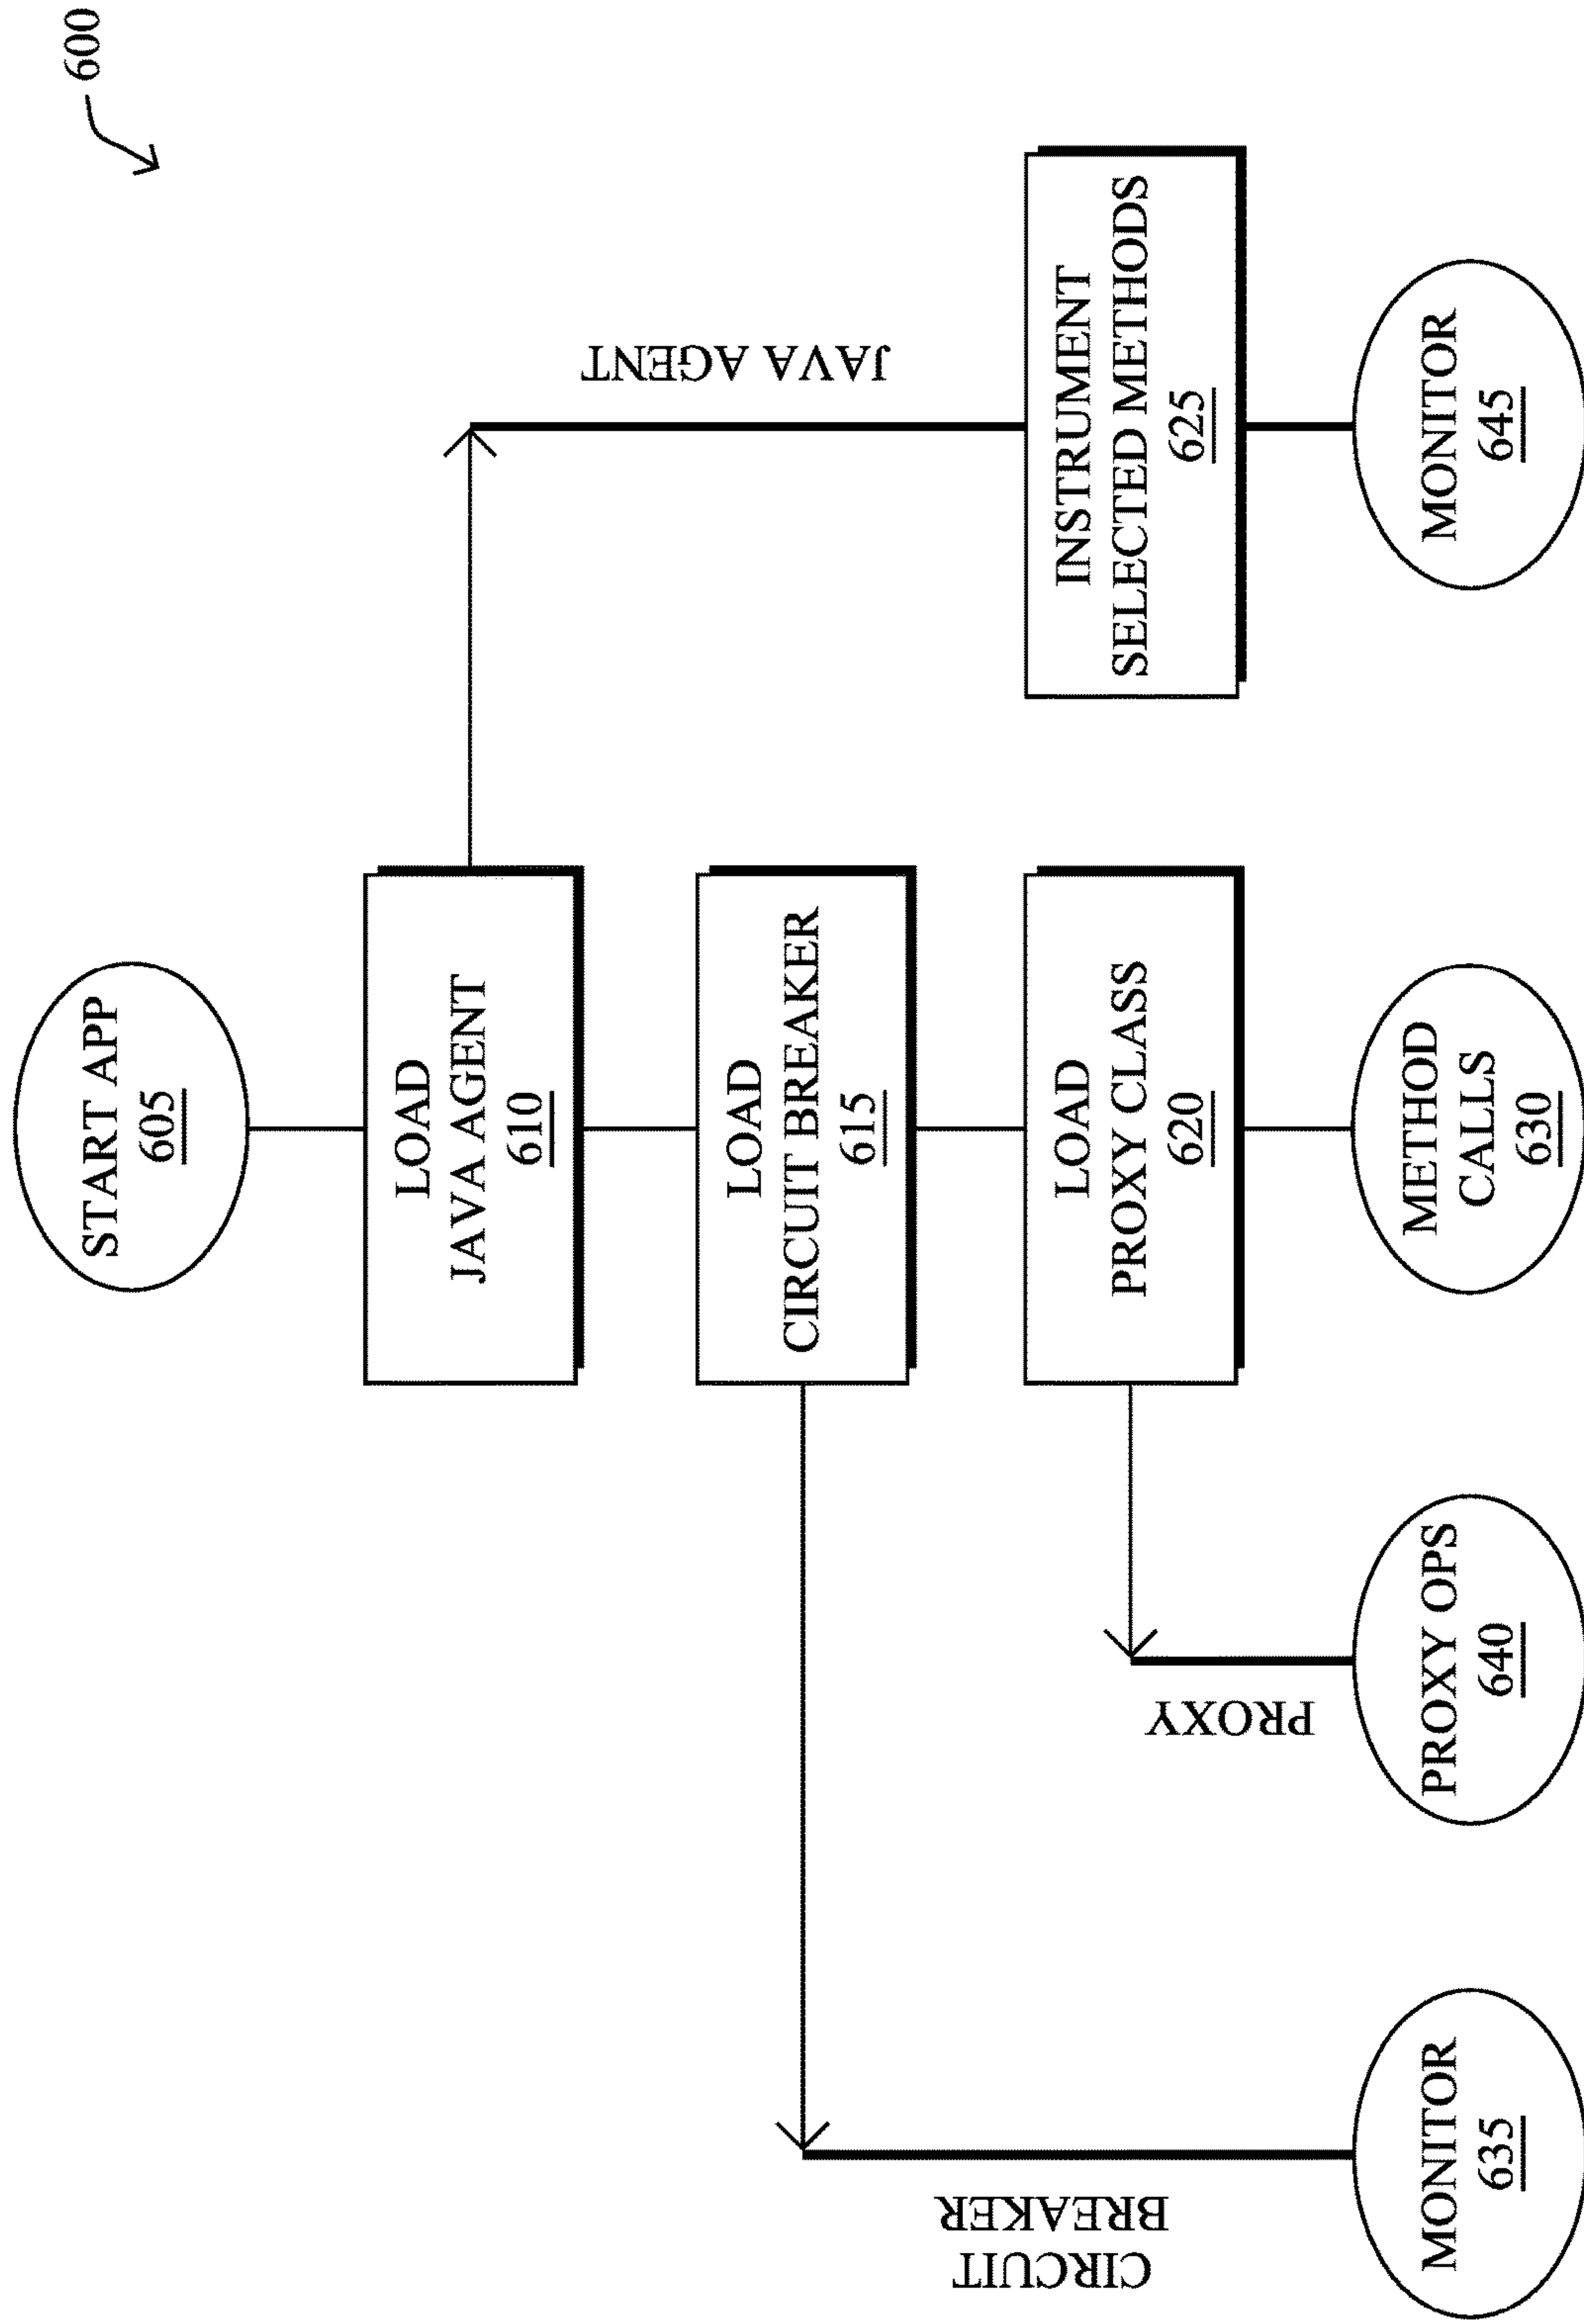 600
START APP
605
LOAD
JAVA AGENT
610
JAVA AGENT
LOAD
CIRCUIT BREAKER
615
CIRCUIT
BREAKER
LOAD
PROXY CLASS
620
PROXY
INSTRUMENT
SELECTED METHODS
625
MONITOR
635
PROXY OPS
640
METHOD
CALLS
630
MONITOR
645